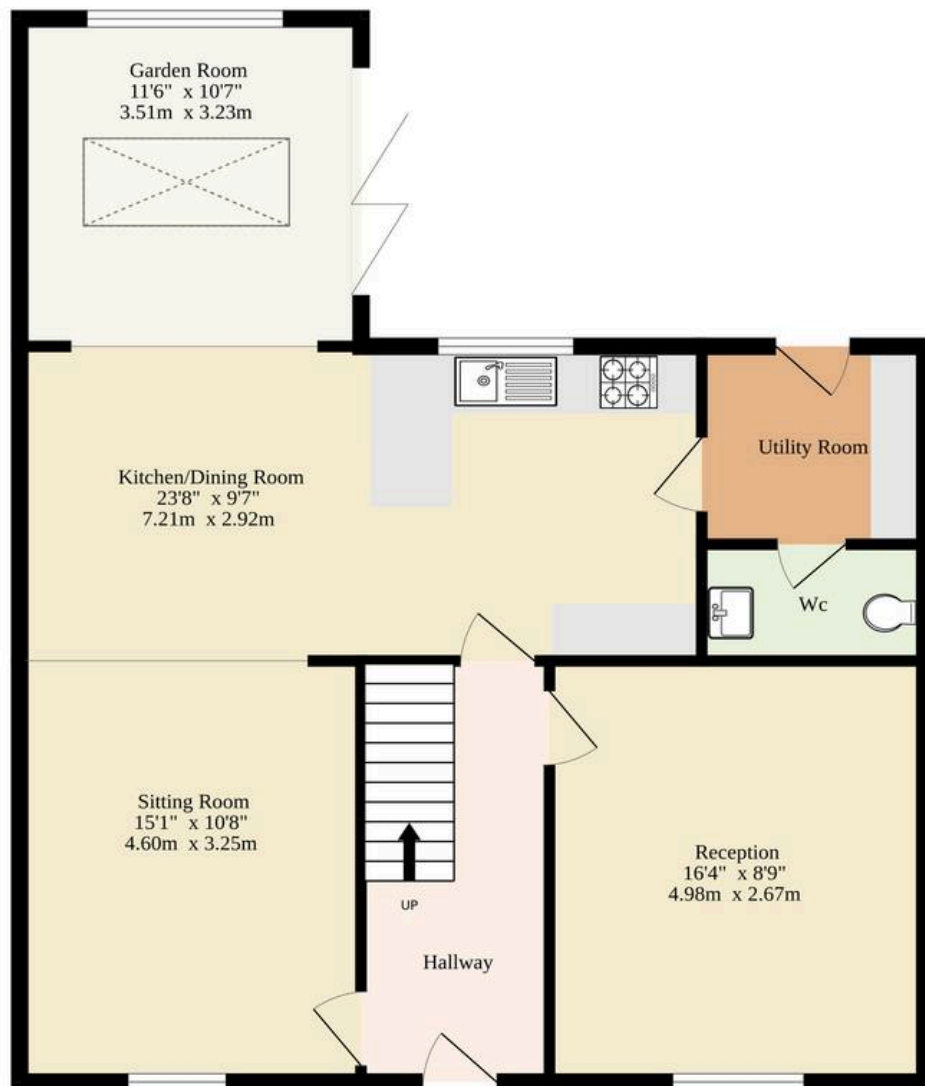 Garden Room
11'6" x 10'7"
3.51m x 3.23m
Kitchen/Dining Room
23'8" x 9'7"
7.21m x 2.92m
Utility Room
Wc
Sitting Room
15'1" x 10'8"
4.60m x 3.25m
UP
Hallway
Reception
16'4" x 8'9"
4.98m x 2.67m